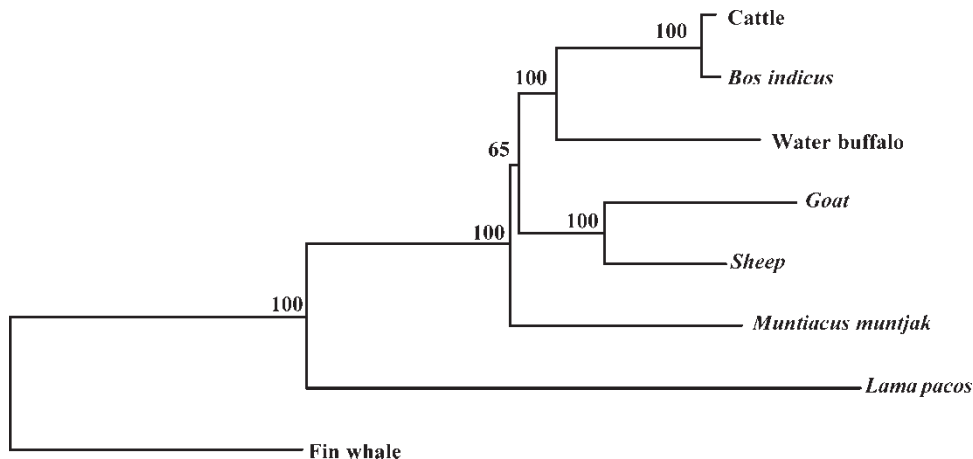 Cattle
100
Bos indicus
100
Water buffalo
65
Goat
100
100
Sheep
100
Muntiacus muntjak
Lama pacos
Fin whale